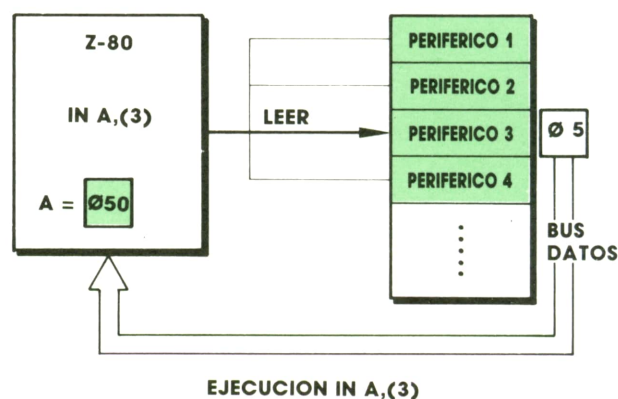 Z-80
IN A,(3)
A = Ø50
LEER
PERIFERICO 1
PERIFERICO 2
PERIFERICO 3
PERIFERICO 4
Ø 5
BUS
DATOS
EJECUCION IN A,(3)